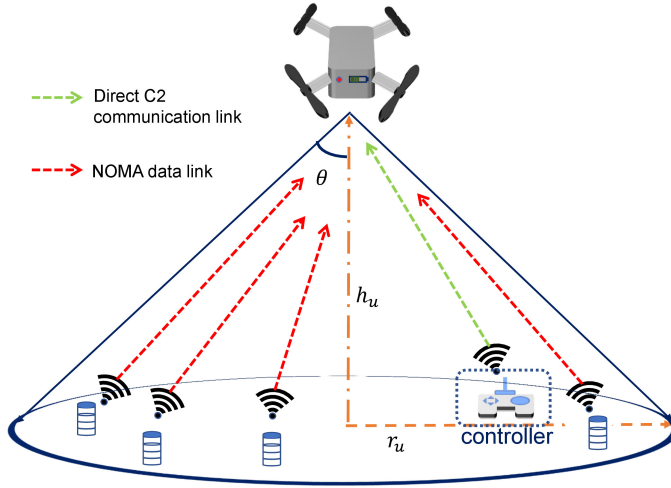 Direct C2
communication link
NOMA data link
θ
h_u
controller
r_u